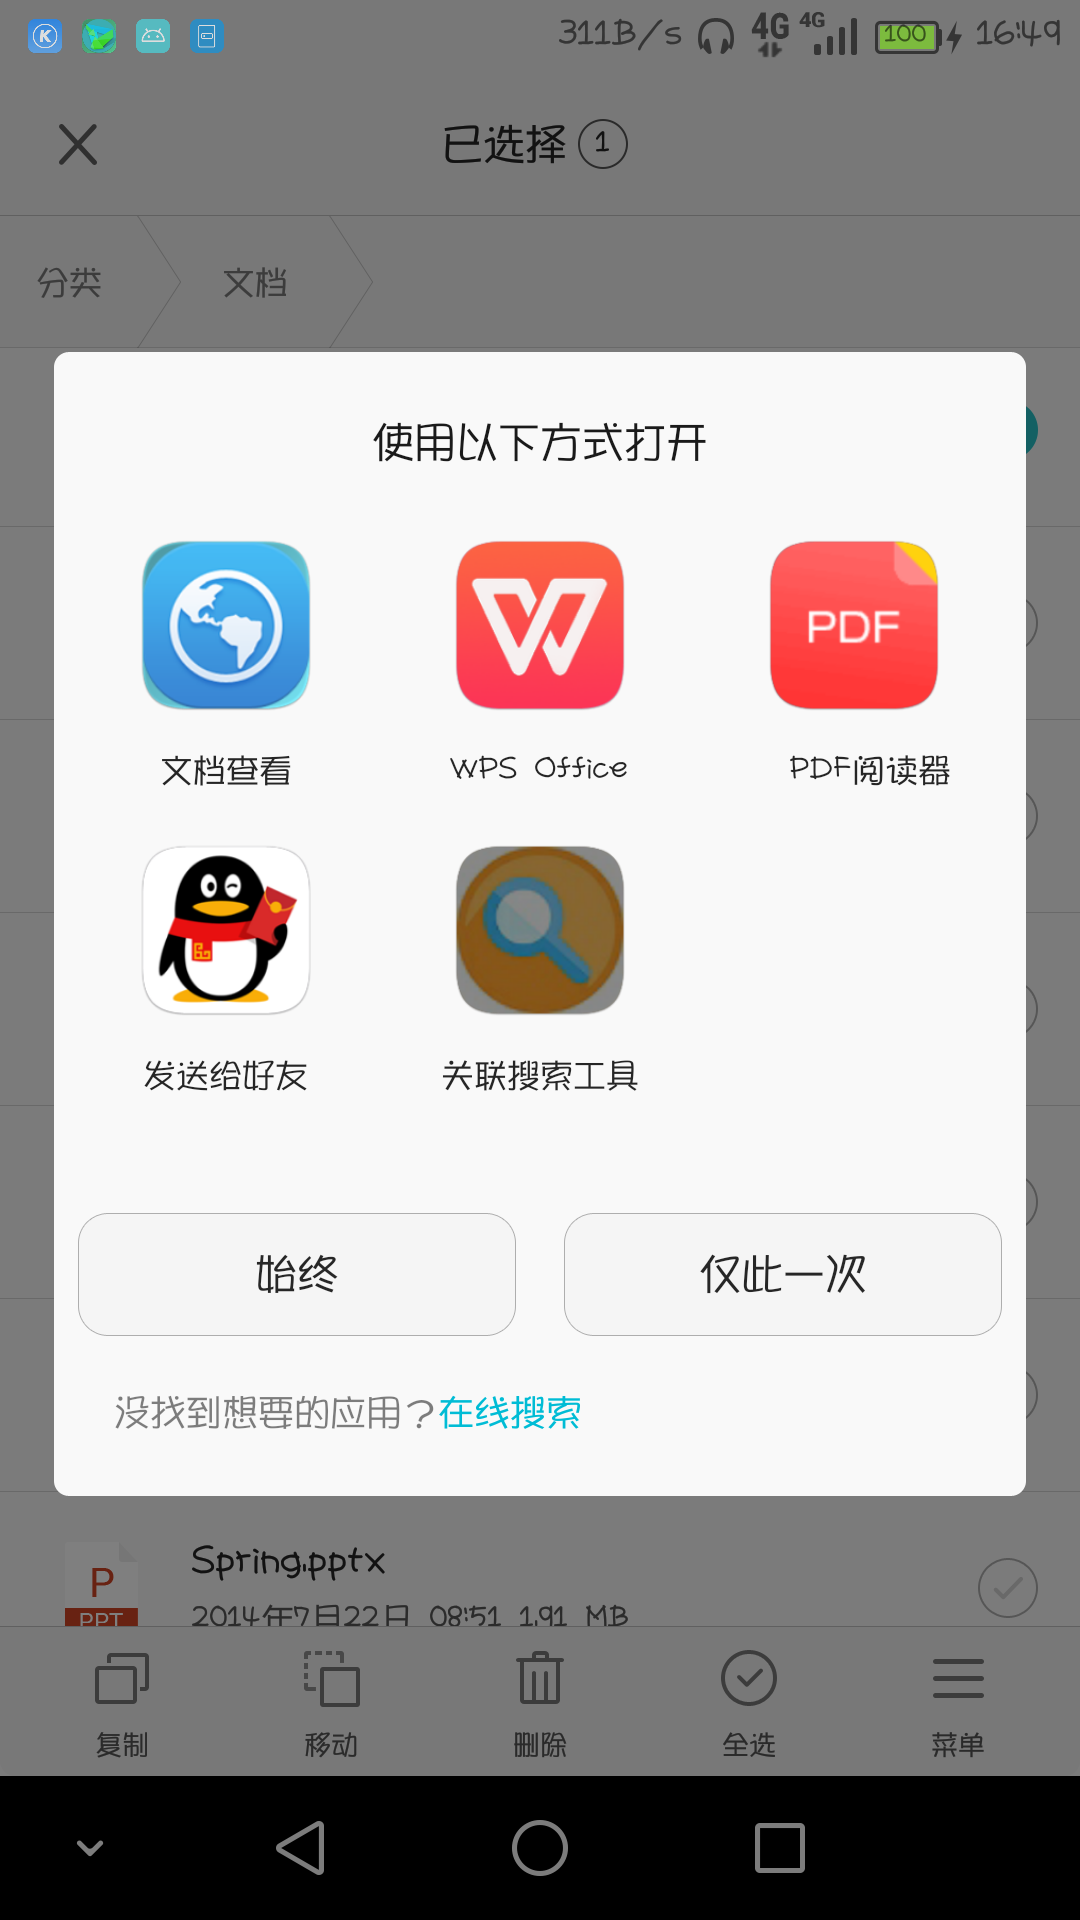 311B/s 4G 4G 100 16:49
已选择 1
分类 文档
使用以下方式打开
PDF
文档查看 WPS Office PDF阅读器
发送给好友 关联搜索工具
始终 仅此一次
没找到想要的应用？在线搜索
P
PPT
Spring.pptx
2014年7月22日 08:51 1.91 MB
复制 移动 删除 全选 菜单